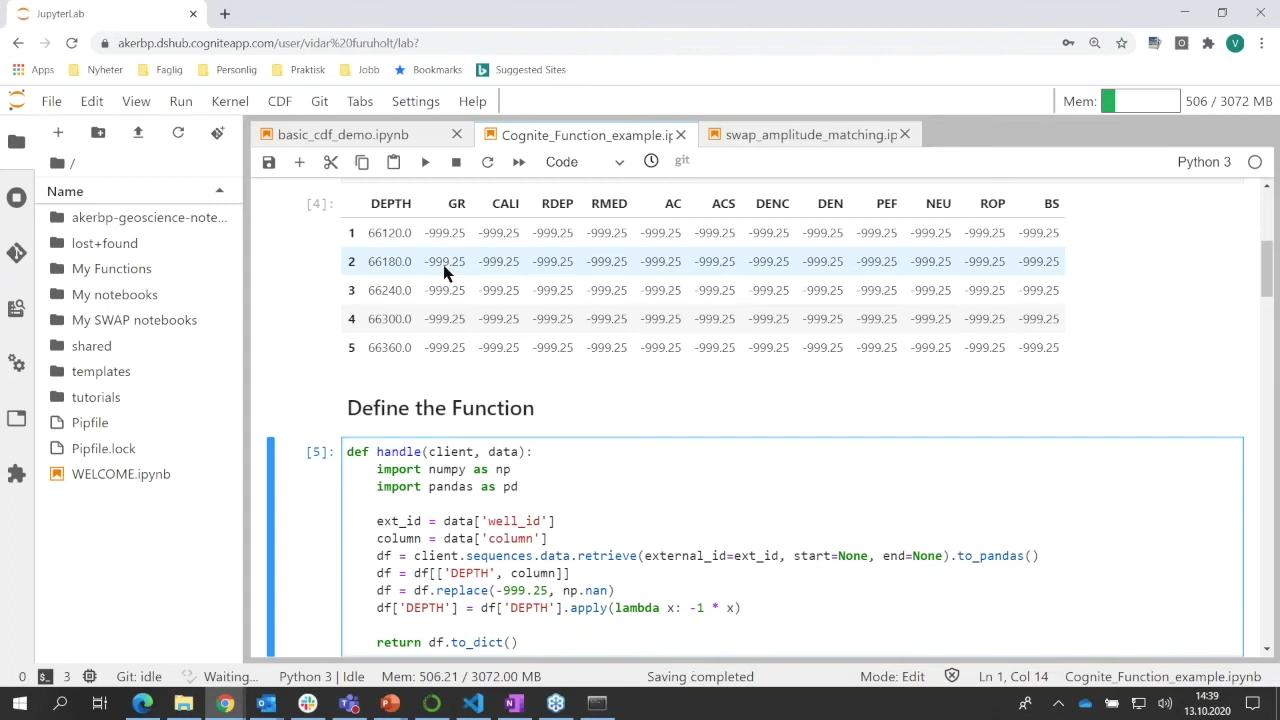 JupyterLab
akerbp.dshub.cogniteapp.com/user/vidar%20furuholt/lab?
V
Apps Nyheter Faglig Personlig Praktisk Jobb Bookmarks Suggested Sites
File Edit View Run Kernel CDF Git Tabs Settings Help Mem: 506 / 3072 MB
basic_cdf_demo.ipynb Cognite_Function_example.ip swap_amplitude_matching.ip
Code git Python 3
/
Name
akerbp-geoscience-note...
lost+found
My Functions
My notebooks
My SWAP notebooks
shared
templates
tutorials
Pipfile
Pipfile.lock
WELCOME.ipynb
[4]: DEPTH GR CALI RDEP RMED AC ACS DENC DEN PEF NEU ROP BS
1 66120.0 -999.25 -999.25 -999.25 -999.25 -999.25 -999.25 -999.25 -999.25 -999.25 -999.25 -999.25 -999.25
2 66180.0 -999.25 -999.25 -999.25 -999.25 -999.25 -999.25 -999.25 -999.25 -999.25 -999.25 -999.25 -999.25
3 66240.0 -999.25 -999.25 -999.25 -999.25 -999.25 -999.25 -999.25 -999.25 -999.25 -999.25 -999.25 -999.25
4 66300.0 -999.25 -999.25 -999.25 -999.25 -999.25 -999.25 -999.25 -999.25 -999.25 -999.25 -999.25 -999.25
5 66360.0 -999.25 -999.25 -999.25 -999.25 -999.25 -999.25 -999.25 -999.25 -999.25 -999.25 -999.25 -999.25
Define the Function
[5]: def handle(client, data):
import numpy as np
import pandas as pd
ext_id = data['well_id']
column = data['column']
df = client.sequences.data.retrieve(external_id=ext_id, start=None, end=None).to_pandas()
df = df[['DEPTH', column]]
df = df.replace(-999.25, np.nan)
df['DEPTH'] = df['DEPTH'].apply(lambda x: -1 * x)
return df.to_dict()
0 3 Git: idle Waiting... Python 3 | Idle Mem: 506.21 / 3072.00 MB Saving completed Mode: Edit Ln 1, Col 14 Cognite_Function_example.ipynb
14:39
13.10.2020